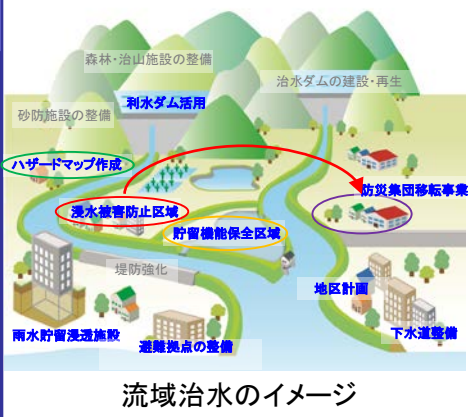 森林・治山施設の整備
治水ダムの建設・再生
利水ダム活用
砂防施設の整備
ハザードマップ作成
防災集団移転事業
浸水被害防止区域
貯留機能保全区域
堤防強化
地区計画
雨水貯留浸透施設
避難拠点の整備
下水道整備
流域治水のイメージ